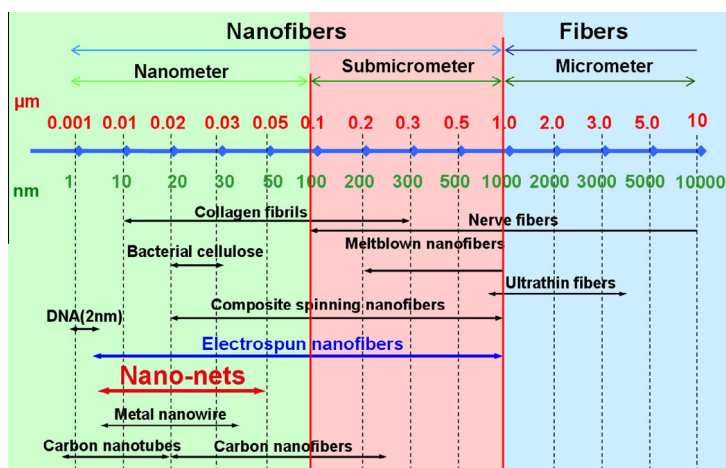 Nanofibers Fibers
Nanometer Submicrometer Micrometer
µm
0.001 0.01 0.02 0.03 0.05 0.1 0.2 0.3 0.5 1.0 2.0 3.0 5.0 10
nm
1 10 20 30 50 100 200 300 500 1000 2000 3000 5000 10000
Collagen fibrils Nerve fibers
Bacterial cellulose Meltblown nanofibers
Ultrathin fibers
DNA(2nm) Composite spinning nanofibers
Electrospun nanofibers
Nano-nets
Metal nanowire
Carbon nanotubes Carbon nanofibers